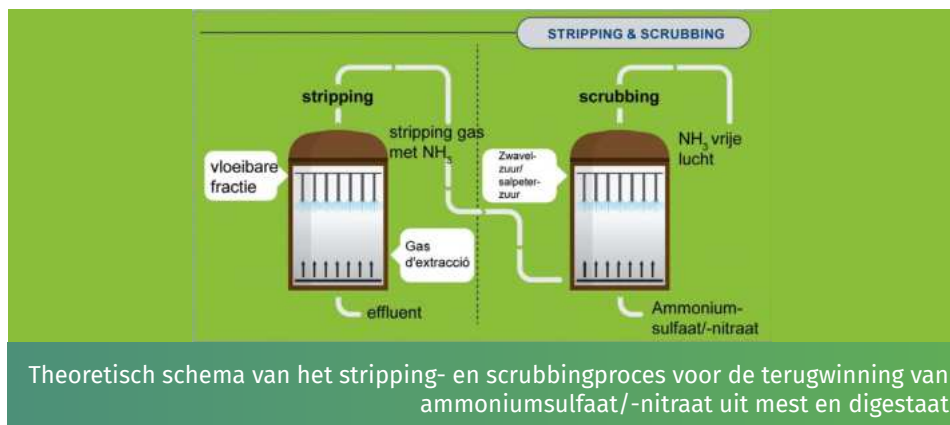 STRIPPING & SCRUBBING
stripping
stripping gas
met NH₃
vloeibare
fractie
Gas
d'extracció
effluent
scrubbing
NH₃ vrije
lucht
Zwavel-
zuur/
salpeter-
zuur
Ammonium-
sulfaat/-nitraat
Theoretisch schema van het stripping- en scrubbingproces voor de terugwinning van
ammoniumsulfaat/-nitraat uit mest en digestaat